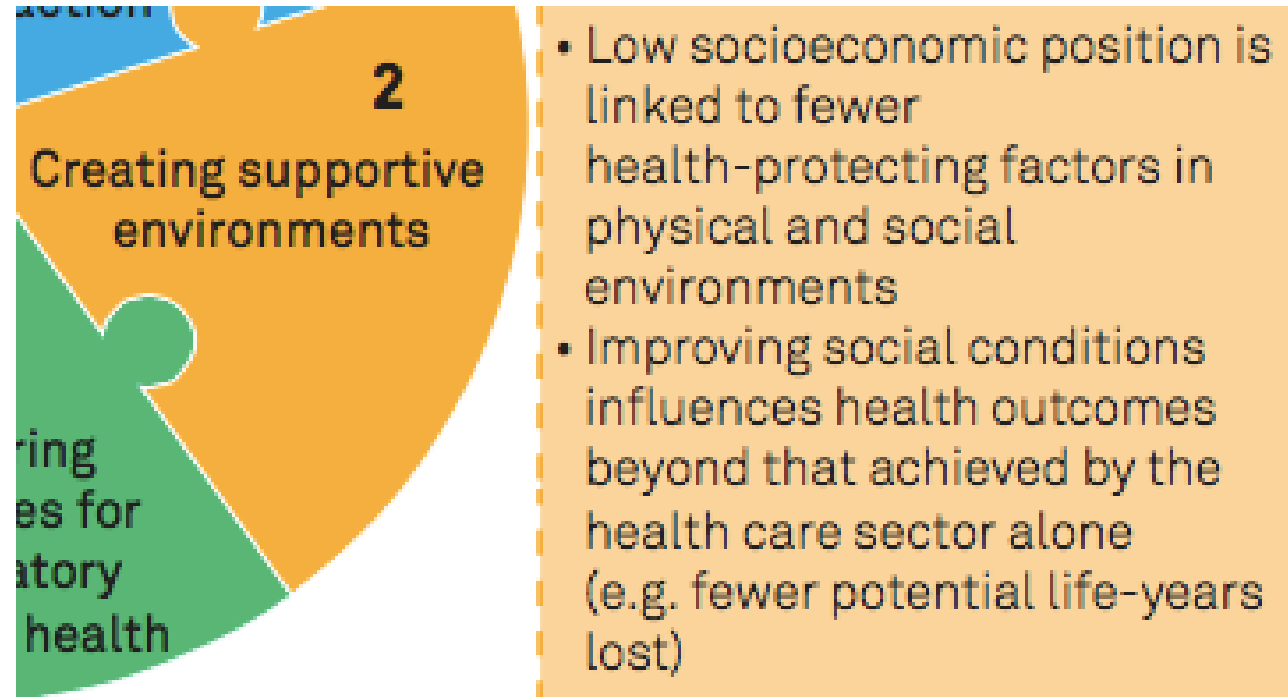 2
Creating supportive
environments
ring
es for
atory
health
• Low socioeconomic position is
linked to fewer
health-protecting factors in
physical and social
environments
• Improving social conditions
influences health outcomes
beyond that achieved by the
health care sector alone
(e.g. fewer potential life-years
lost)